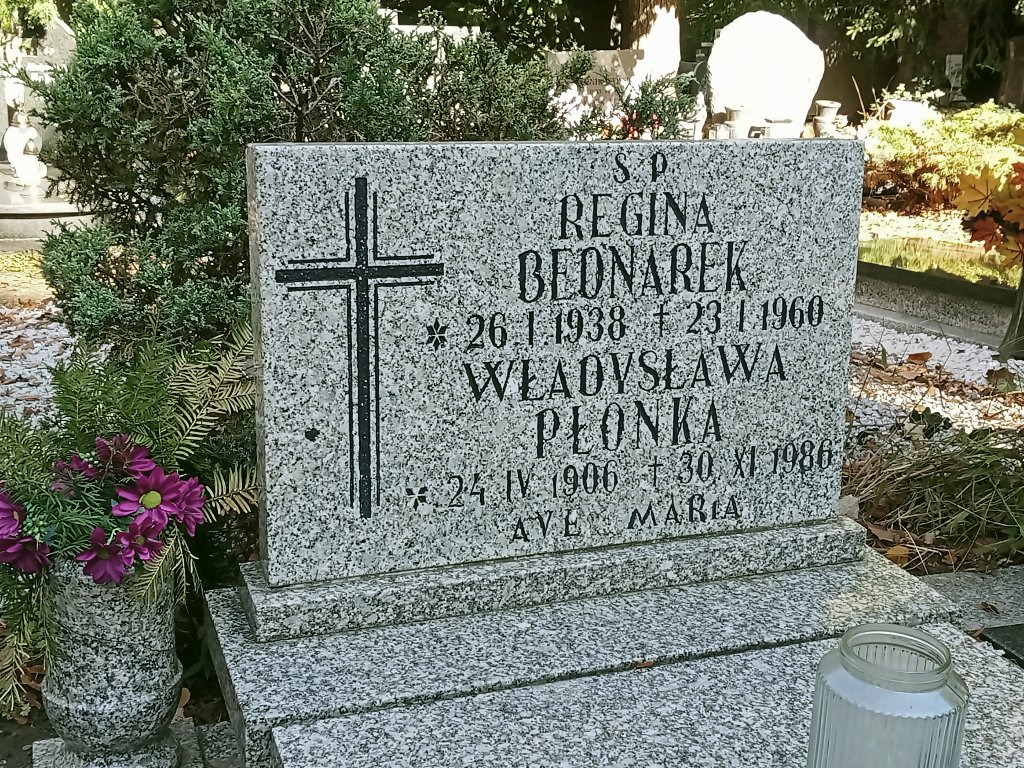 S P
REGINA
BEDNAREK
* 26 I 1938 † 23 I 1960
WŁADYSŁAWA
PŁONKA
* 24 IV 1906 † 30 XI 1986
AVE MARIA